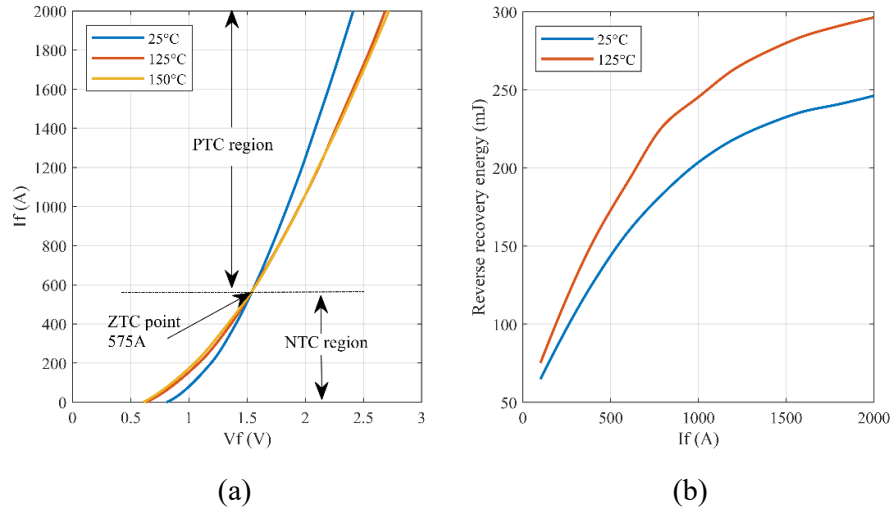 2000
1800
1600
1400
1200
1000
800
600
400
200
0
If (A)
25°C
125°C
150°C
PTC region
ZTC point
575A
NTC region
0
0.5
1
1.5
2
2.5
3
Vf (V)
(a)
300
250
200
150
100
50
Reverse recovery energy (mJ)
25°C
125°C
0
500
1000
1500
2000
If (A)
(b)